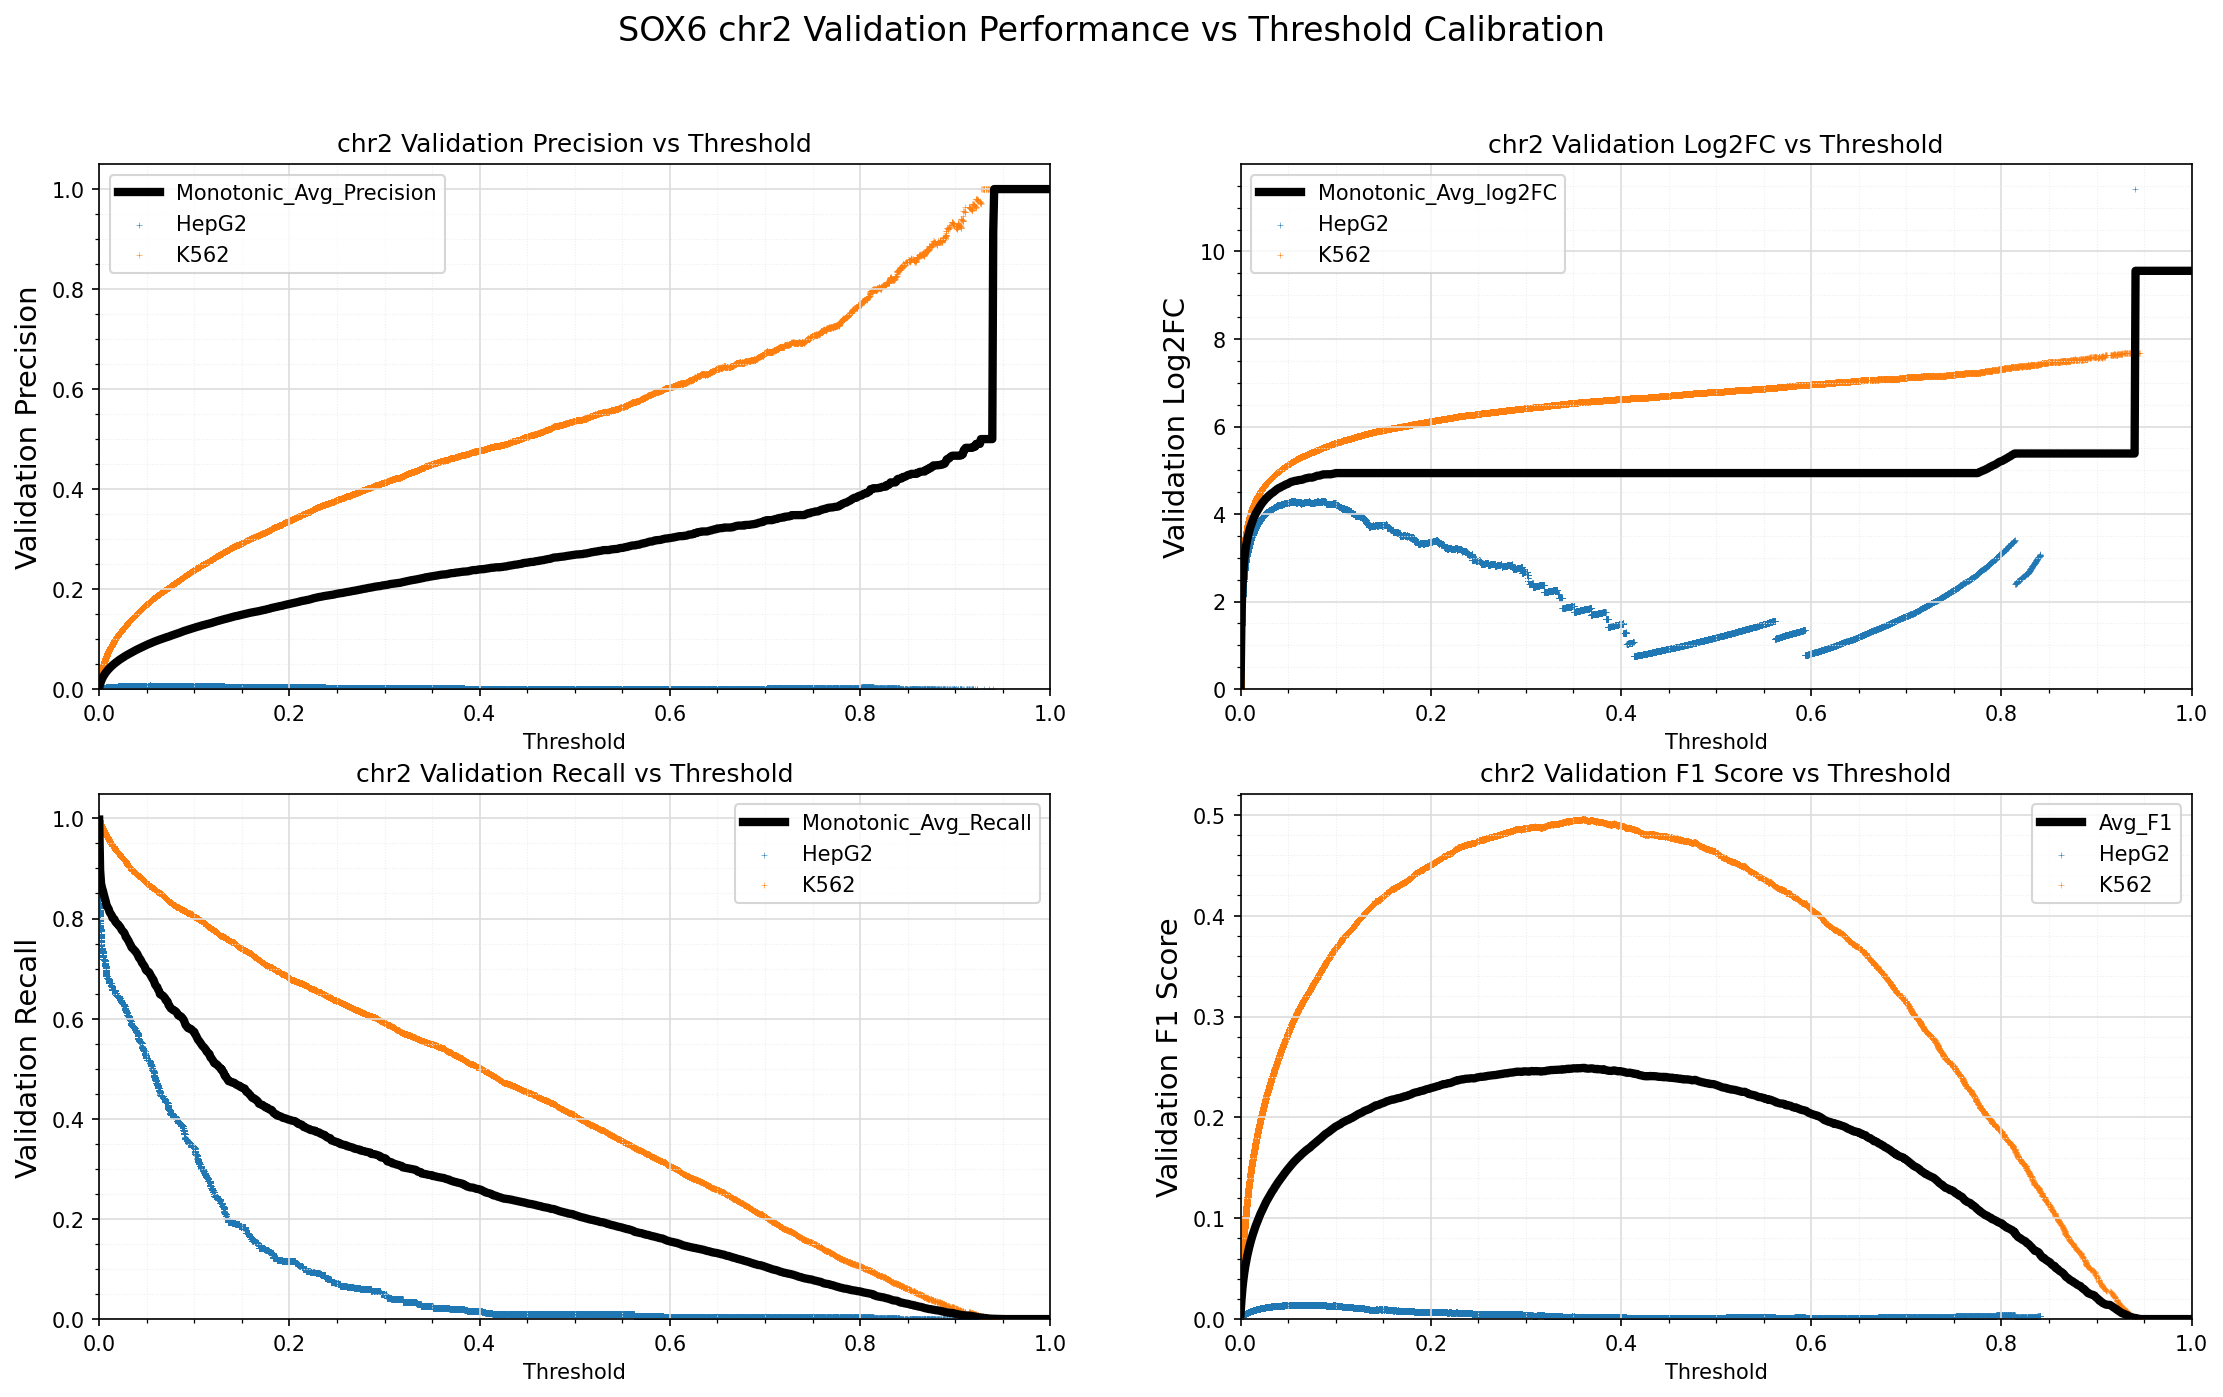 SOX6 chr2 Validation Performance vs Threshold Calibration
chr2 Validation Precision vs Threshold
Validation Precision
1.0
0.8
0.6
0.4
0.2
0.0
Monotonic_Avg_Precision
HepG2
K562
0.0 0.2 0.4 0.6 0.8 1.0
Threshold
chr2 Validation Log2FC vs Threshold
Validation Log2FC
10
8
6
4
2
0
Monotonic_Avg_log2FC
HepG2
K562
0.0 0.2 0.4 0.6 0.8 1.0
Threshold
chr2 Validation Recall vs Threshold
Validation Recall
1.0
0.8
0.6
0.4
0.2
0.0
Monotonic_Avg_Recall
HepG2
K562
0.0 0.2 0.4 0.6 0.8 1.0
Threshold
chr2 Validation F1 Score vs Threshold
Validation F1 Score
0.5
0.4
0.3
0.2
0.1
0.0
Avg_F1
HepG2
K562
0.0 0.2 0.4 0.6 0.8 1.0
Threshold